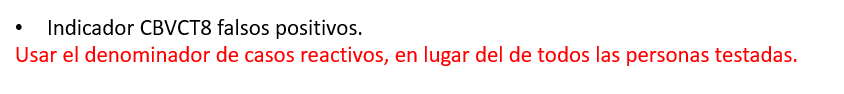 • Indicador CBVCT8 falsos positivos.
Usar el denominador de casos reactivos, en lugar del de todos las personas testadas.